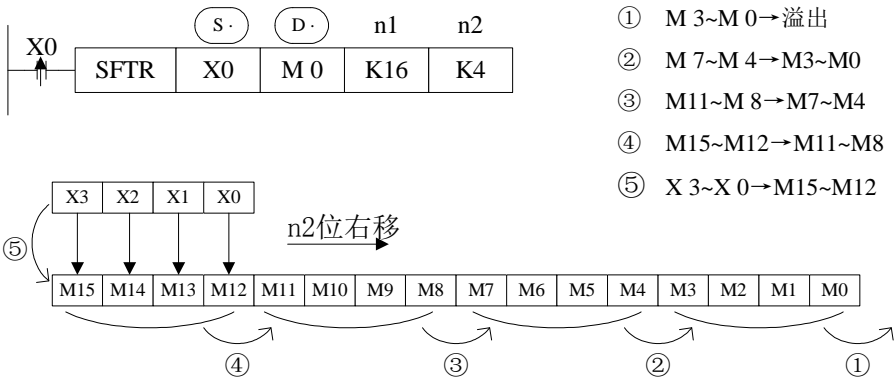 S · D · n1 n2
X0
SFTR X0 M 0 K16 K4
① M 3~M 0→溢出
② M 7~M 4→M3~M0
③ M11~M 8→M7~M4
④ M15~M12→M11~M8
⑤ X 3~X 0→M15~M12
X3 X2 X1 X0
n2位右移
⑤
M15 M14 M13 M12 M11 M10 M9 M8 M7 M6 M5 M4 M3 M2 M1 M0
④ ③ ② ①